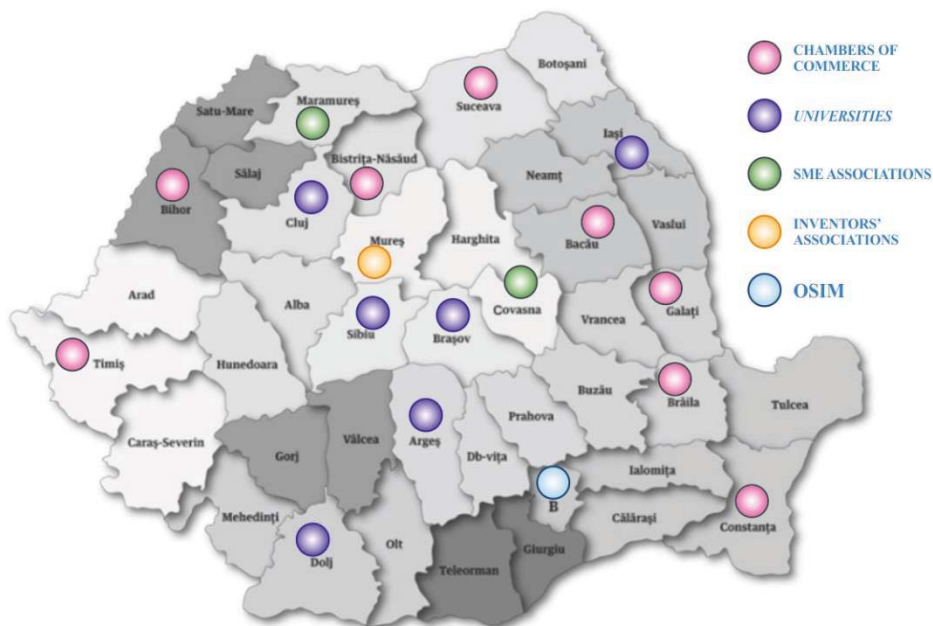 Botoșani
Suceava
Maramureș
Satu-Mare
Iași
Bistrița-Năsăud
Sălaj
Neamț
Bihor
Cluj
Mureș
Harghita
Bacău
Vaslui
Arad
Alba
Sibiu
Brașov
Covasna
Vrancea
Galați
Timiș
Hunedoara
Buzău
Brăila
Tulcea
Caraș-Severin
Gorj
Vâlcea
Argeș
Prahova
Db-vița
Ialomița
B
Mehedinți
Dolj
Olt
Călărași
Constanța
Giurgiu
Teleorman
CHAMBERS OF
COMMERCE
UNIVERSITIES
SME ASSOCIATIONS
INVENTORS'
ASSOCIATIONS
OSIM